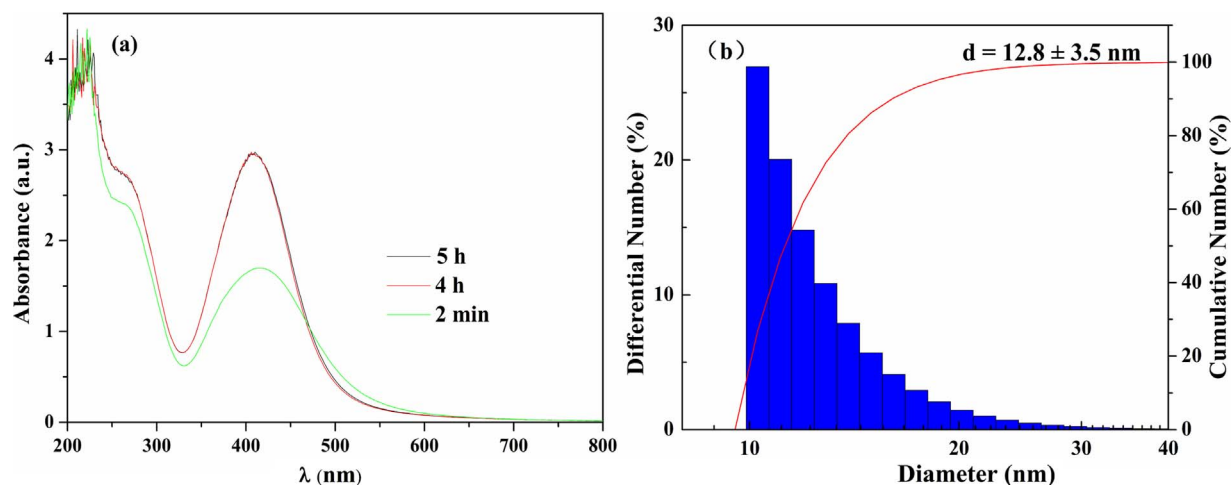 (a)
4
3
2
1
0
Absorbance (a.u.)
5 h
4 h
2 min
200 300 400 500 600 700 800
λ (nm)
(b)
d = 12.8 ± 3.5 nm
30
20
10
0
Differential Number (%)
100
80
60
40
20
0
Cumulative Number (%)
10 20 30 40
Diameter (nm)